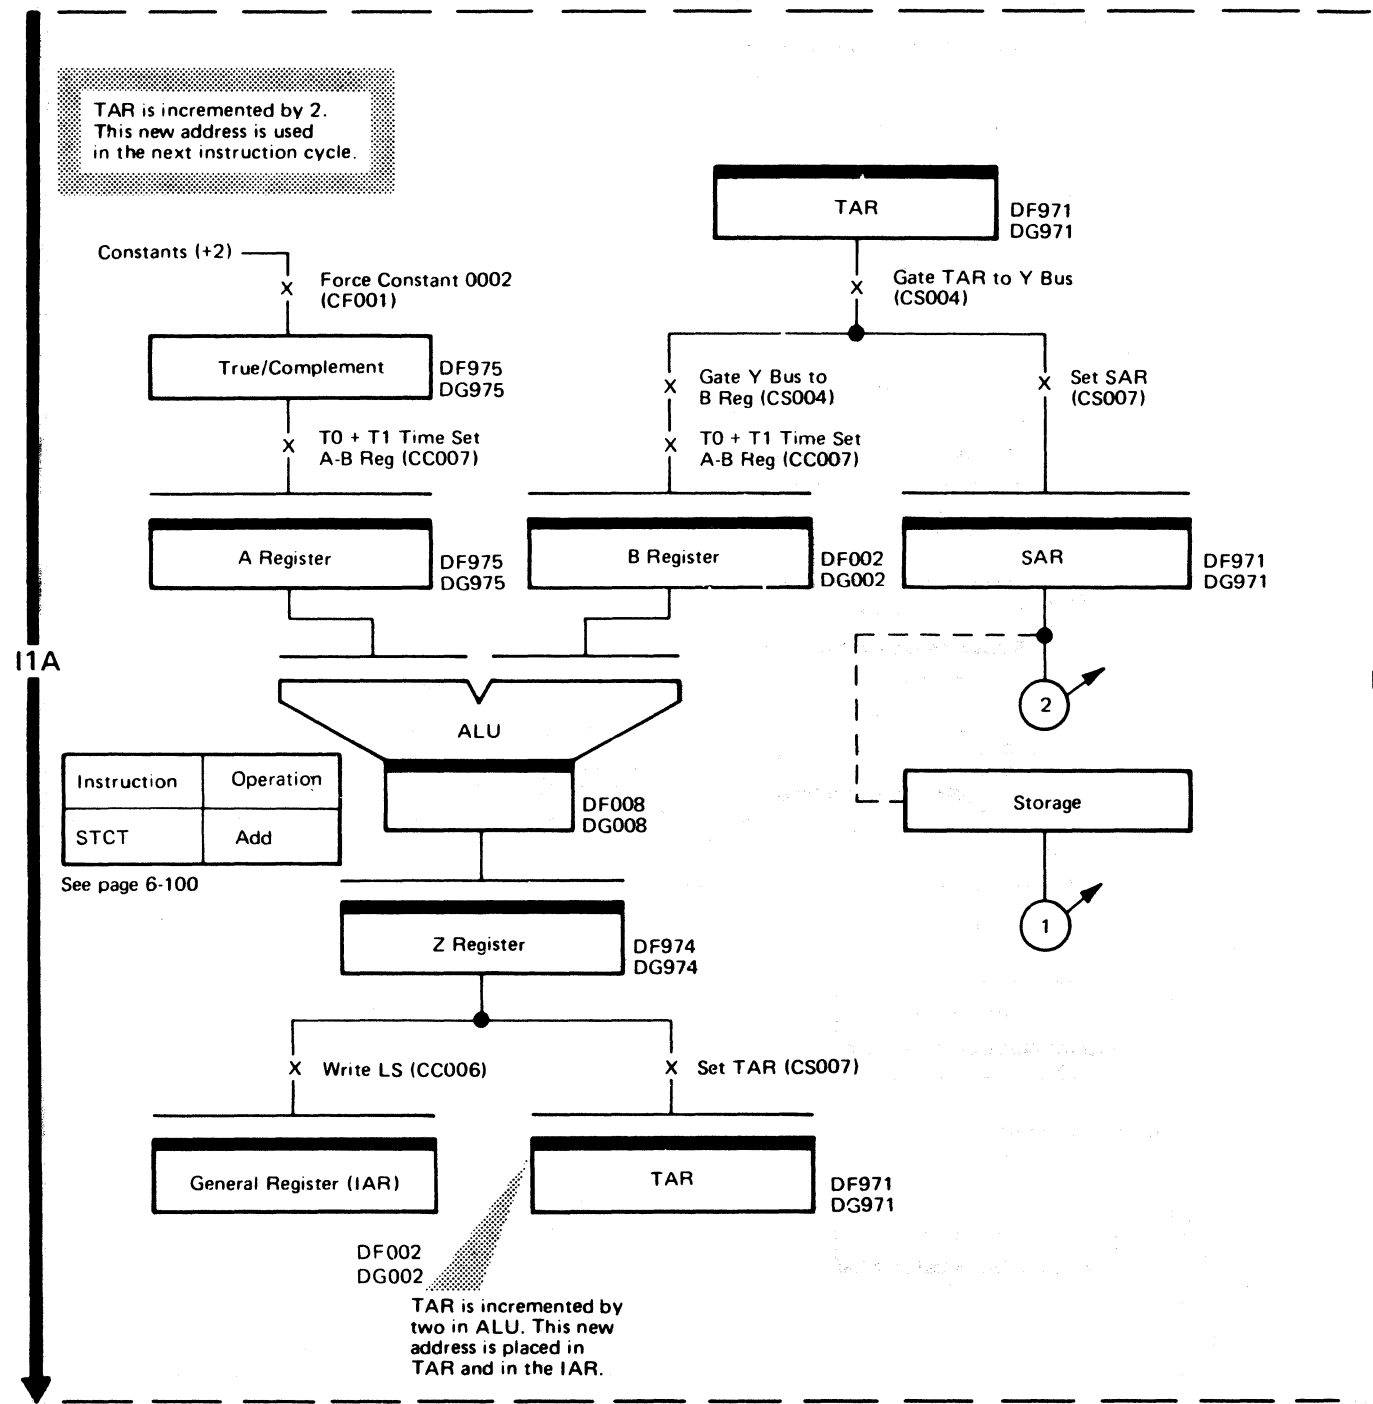 TAR is incremented by 2.
This new address is used
in the next instruction cycle.
TAR
DF971
DG971
Constants (+2)
Force Constant 0002
(CF001)
Gate TAR to Y Bus
(CS004)
True/Complement
DF975
DG975
Gate Y Bus to
B Reg (CS004)
Set SAR
(CS007)
T0 + T1 Time Set
A-B Reg (CC007)
T0 + T1 Time Set
A-B Reg (CC007)
A Register
DF975
DG975
B Register
DF002
DG002
SAR
DF971
DG971
I1A
2
ALU
Instruction Operation
STCT Add
See page 6-100
DF008
DG008
Storage
1
Z Register
DF974
DG974
Write LS (CC006)
Set TAR (CS007)
General Register (IAR)
DF002
DG002
TAR
DF971
DG971
TAR is incremented by
two in ALU. This new
address is placed in
TAR and in the IAR.